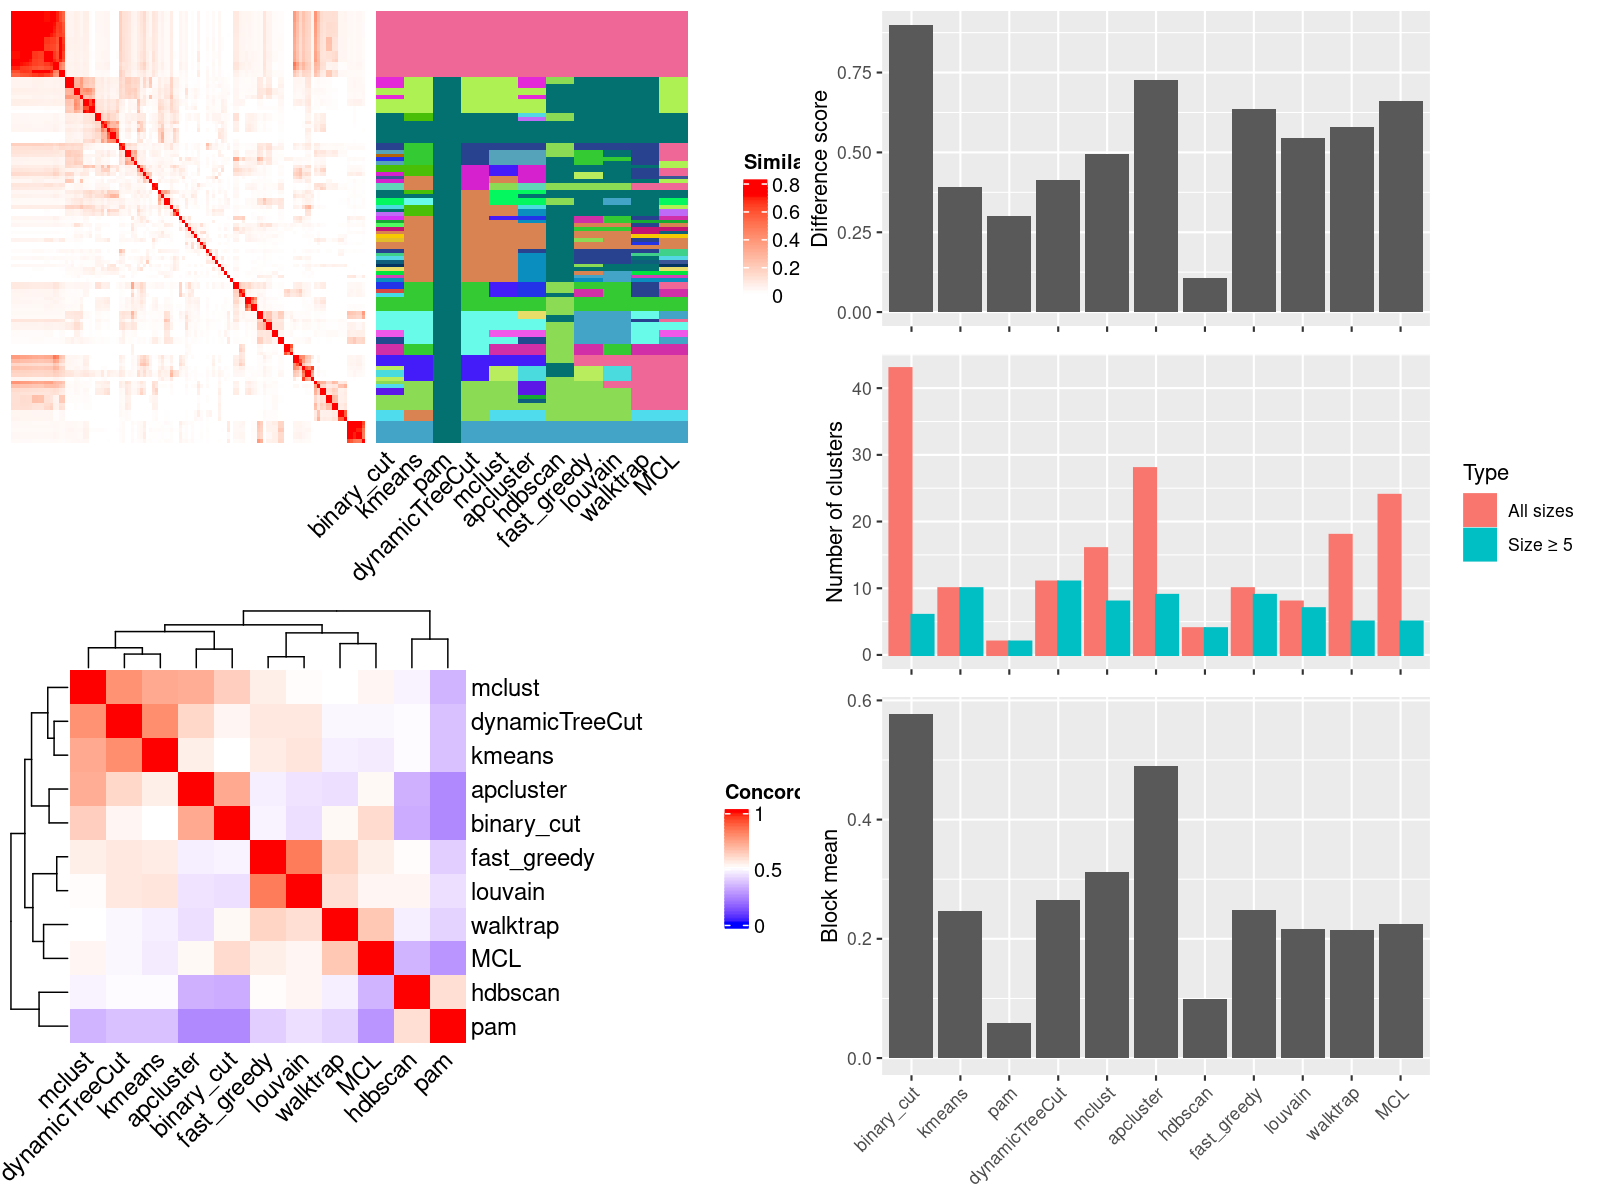 Simila
0.8
0.6
0.4
0.2
0
binary_cut
kmeans
pam
dynamicTreeCut
mclust
apcluster
hdbscan
fast_greedy
louvain
walktrap
MCL
Difference score
0.75
0.50
0.25
0.00
Number of clusters
40
30
20
10
0
Type
All sizes
Size ≥ 5
mclust
dynamicTreeCut
kmeans
apcluster
binary_cut
fast_greedy
louvain
walktrap
MCL
hdbscan
pam
Concord
1
0.5
0
mclust
dynamicTreeCut
kmeans
apcluster
binary_cut
fast_greedy
louvain
walktrap
MCL
hdbscan
pam
Block mean
0.6
0.4
0.2
0.0
binary_cut
kmeans
pam
dynamicTreeCut
mclust
apcluster
hdbscan
fast_greedy
louvain
walktrap
MCL